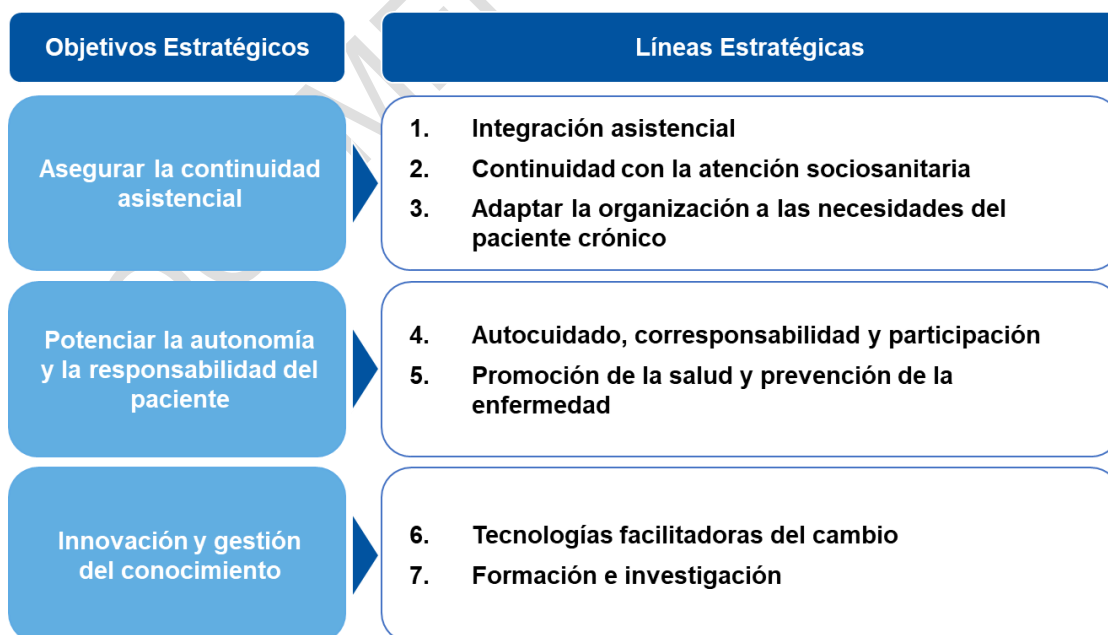 Objetivos Estratégicos
Líneas Estratégicas
Asegurar la continuidad
asistencial
1. Integración asistencial
2. Continuidad con la atención sociosanitaria
3. Adaptar la organización a las necesidades del
paciente crónico
Potenciar la autonomía
y la responsabilidad del
paciente
4. Autocuidado, corresponsabilidad y participación
5. Promoción de la salud y prevención de la
enfermedad
Innovación y gestión
del conocimiento
6. Tecnologías facilitadoras del cambio
7. Formación e investigación